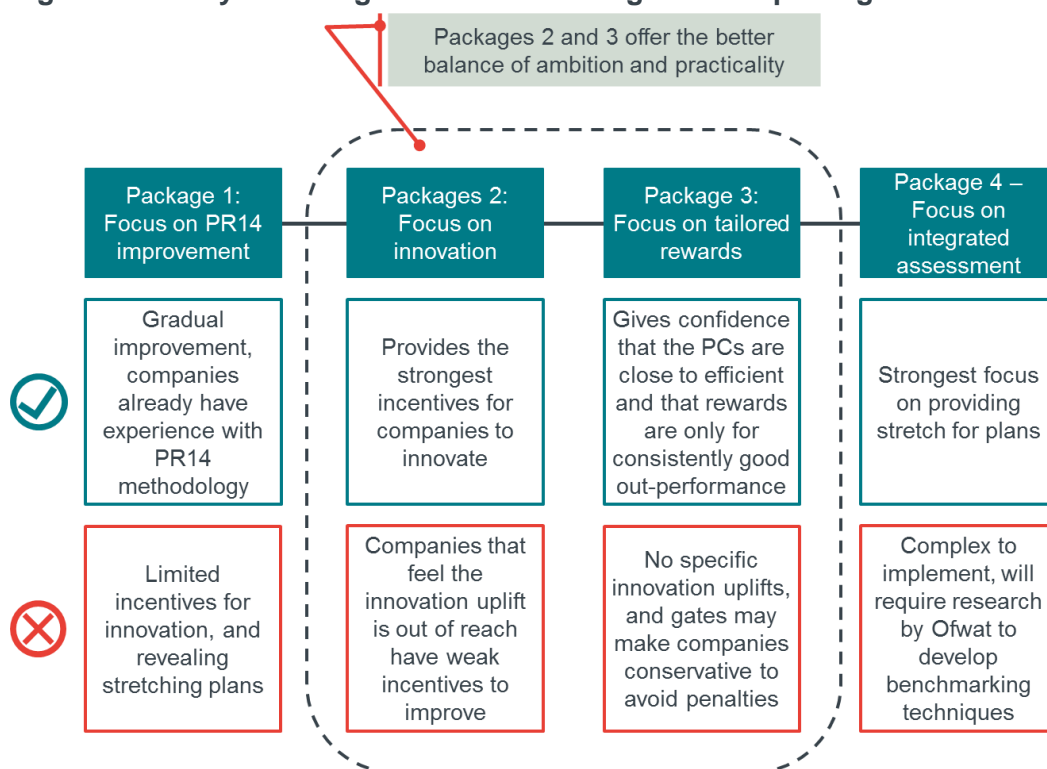 Packages 2 and 3 offer the better
balance of ambition and practicality
Package 1:
Focus on PR14
improvement
Packages 2:
Focus on
innovation
Package 3:
Focus on tailored
rewards
Package 4 –
Focus on
integrated
assessment
Gradual
improvement,
companies
already have
experience with
PR14
methodology
Provides the
strongest
incentives for
companies to
innovate
Gives confidence
that the PCs are
close to efficient
and that rewards
are only for
consistently good
out-performance
Strongest focus
on providing
stretch for plans
Limited
incentives for
innovation, and
revealing
stretching plans
Companies that
feel the
innovation uplift
is out of reach
have weak
incentives to
improve
No specific
innovation uplifts,
and gates may
make companies
conservative to
avoid penalties
Complex to
implement, will
require research
by Ofwat to
develop
benchmarking
techniques